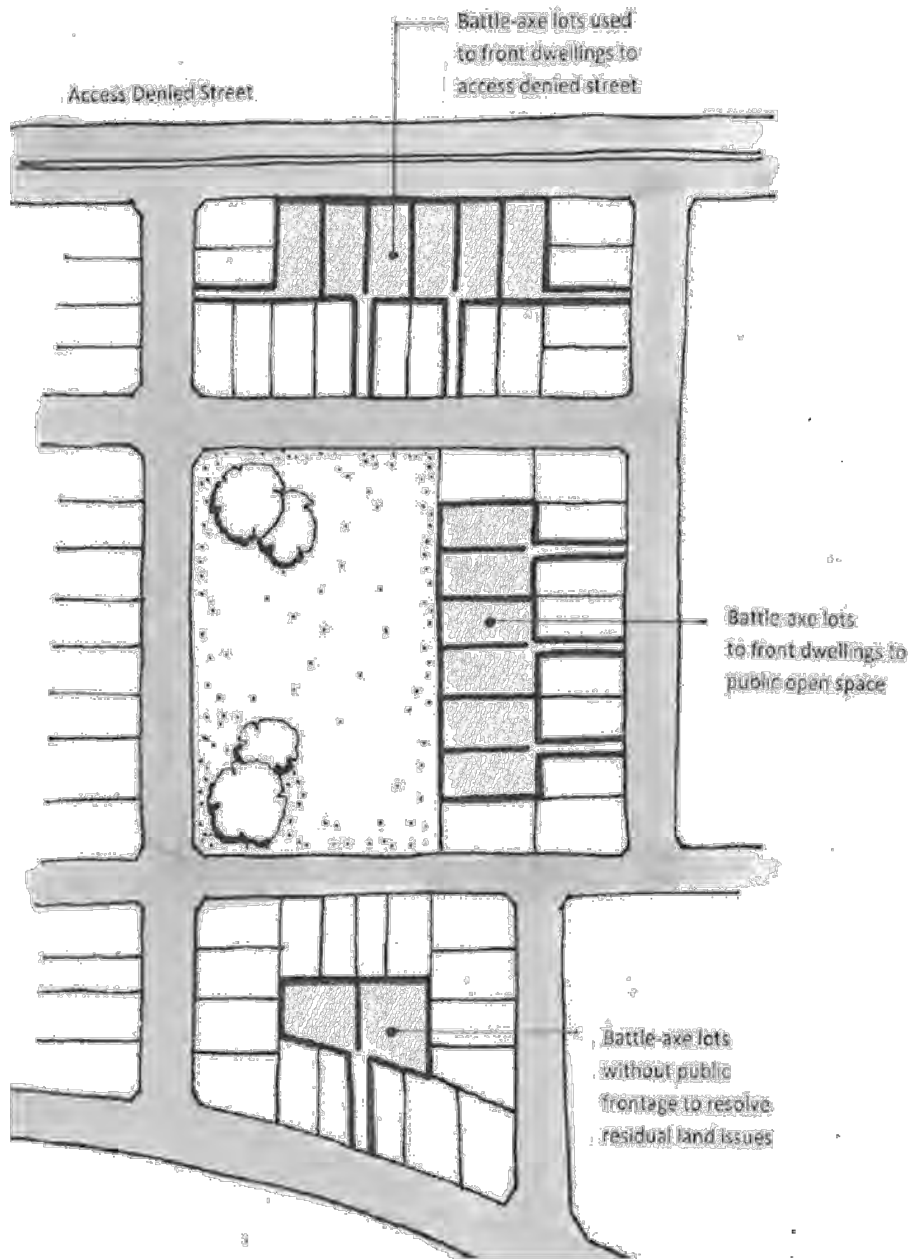 Battle-axe lots used
to front dwellings to
access denied street
Access Denied Street
Battle-axe lots
to front dwellings to
public open space
Battle-axe lots
without public
frontage to resolve
residual land issues